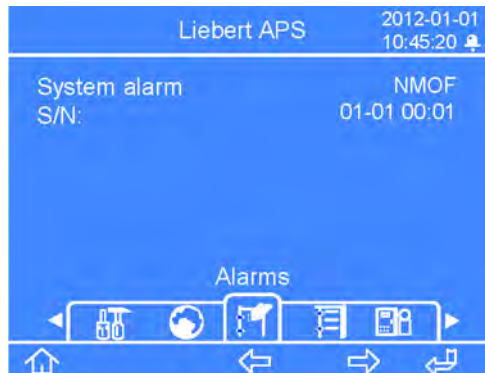 Liebert APS
2012-01-01
10:45:20
System alarm NMOF
S/N: 01-01 00:01
Alarms